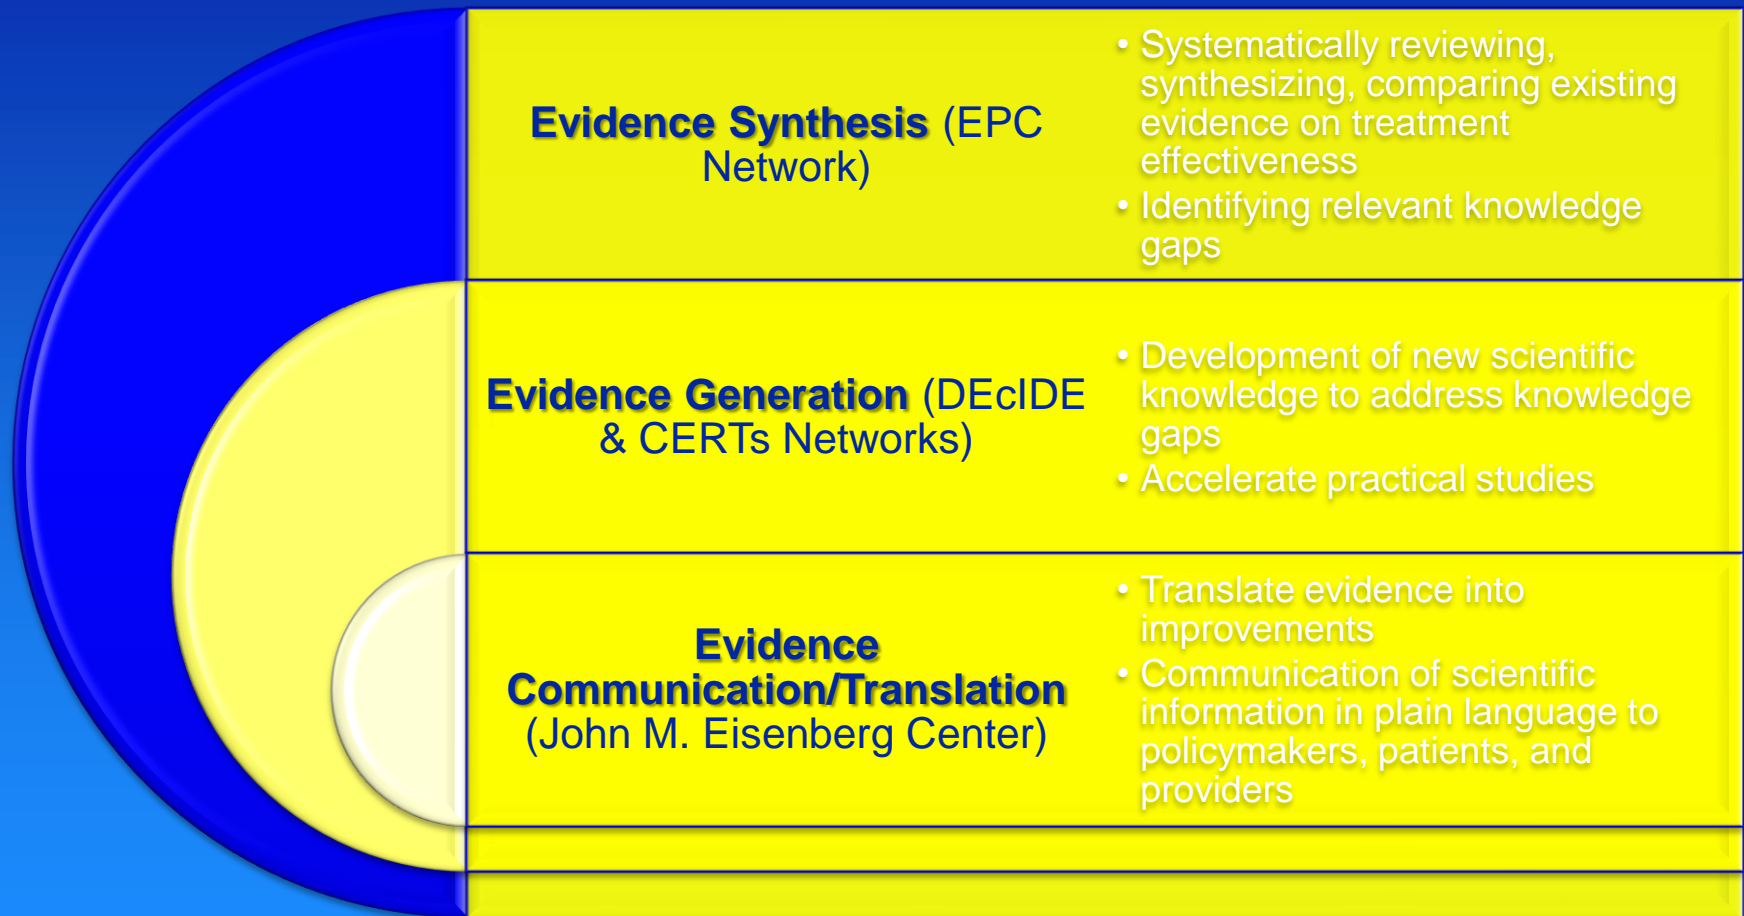 Evidence Synthesis (EPC
Network)
• Systematically reviewing,
synthesizing, comparing existing
evidence on treatment
effectiveness
• Identifying relevant knowledge
gaps
Evidence Generation (DEcIDE
& CERTs Networks)
• Development of new scientific
knowledge to address knowledge
gaps
• Accelerate practical studies
Evidence
Communication/Translation
(John M. Eisenberg Center)
• Translate evidence into
improvements
• Communication of scientific
information in plain language to
policymakers, patients, and
providers